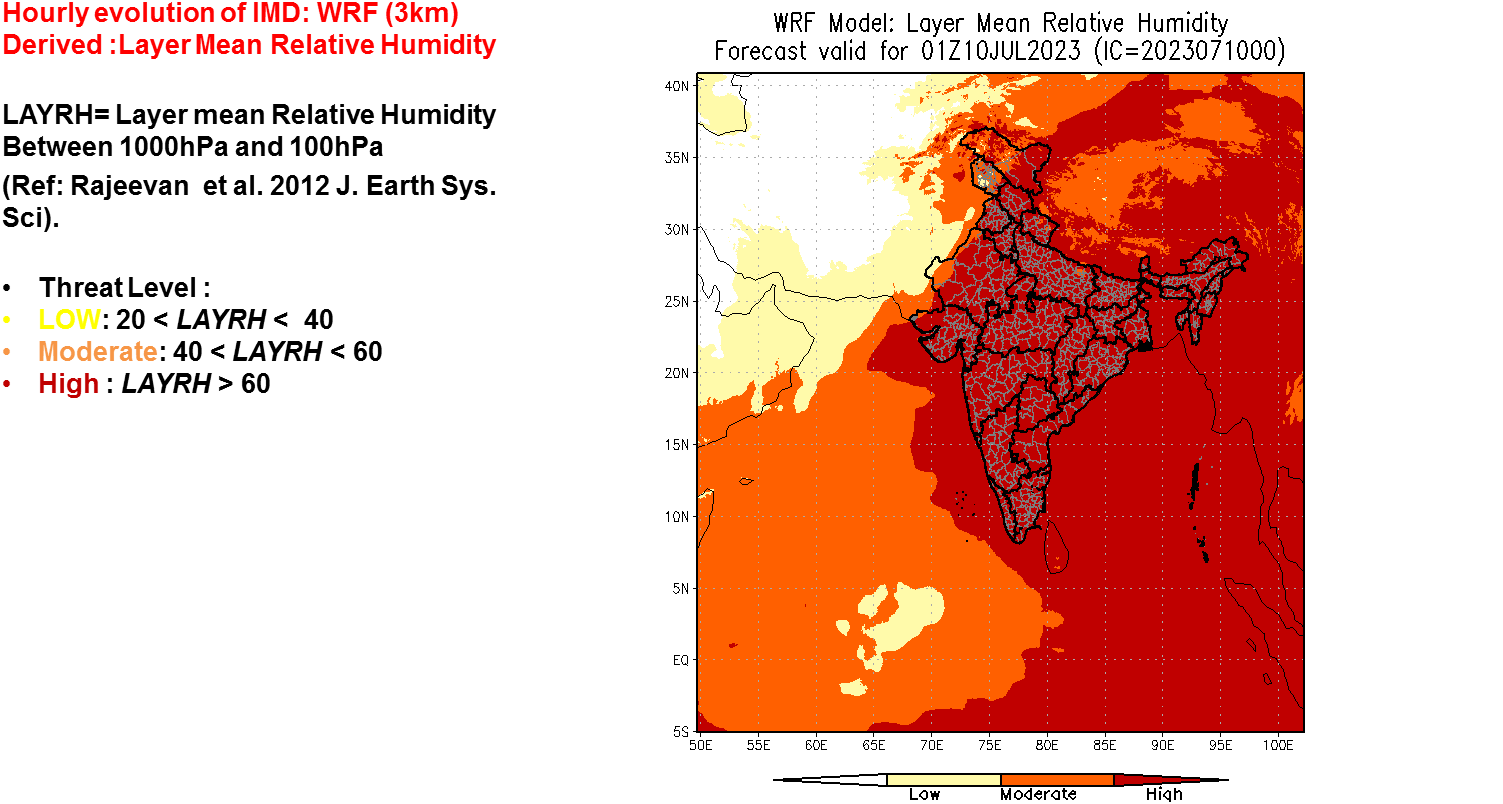 Hourly evolution of IMD: WRF (3km)
Derived :Layer Mean Relative Humidity
LAYRH= Layer mean Relative Humidity
Between 1000hPa and 100hPa
(Ref: Rajeevan et al. 2012 J. Earth Sys.
Sci).
• Threat Level :
• LOW: 20 < LAYRH < 40
• Moderate: 40 < LAYRH < 60
• High : LAYRH > 60
WRF Model: Layer Mean Relative Humidity
Forecast valid for 01Z10JUL2023 (IC=2023071000)
40N
35N
30N
25N
20N
15N
10N
5N
EQ
5S
50E 55E 60E 65E 70E 75E 80E 85E 90E 95E 100E
Low Moderate High